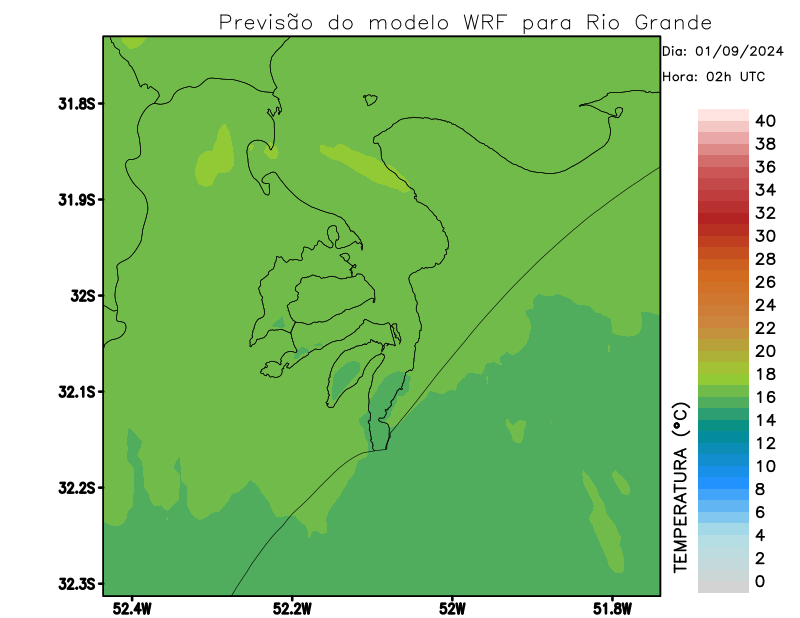 Previsão do modelo WRF para Rio Grande
Dia: 01/09/2024
Hora: 02h UTC
31.8S
31.9S
32S
32.1S
32.2S
32.3S
52.4W
52.2W
52W
51.8W
TEMPERATURA (°C)
40
38
36
34
32
30
28
26
24
22
20
18
16
14
12
10
8
6
4
2
0